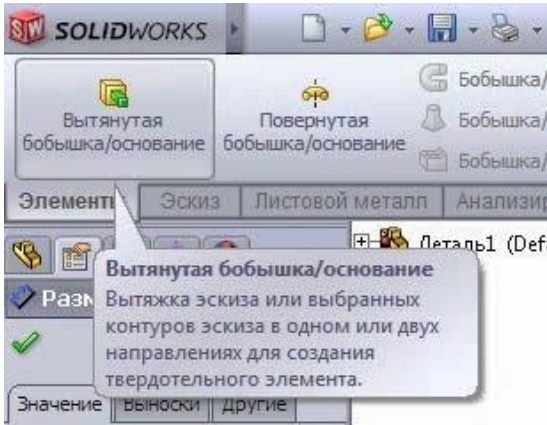 SOLIDWORKS
Вытянутая
бобышка/основание
Повернутая
бобышка/основание
Бобышка/
Бобышка/
Бобышка/
Элементы
Эскиз
Листовой металл
Анализир
Деталь1 (Defa
Вытянутая бобышка/основание
Вытяжка эскиза или выбранных
контуров эскиза в одном или двух
направлениях для создания
твердотельного элемента.
Разм
Значение
Выноски
Другие